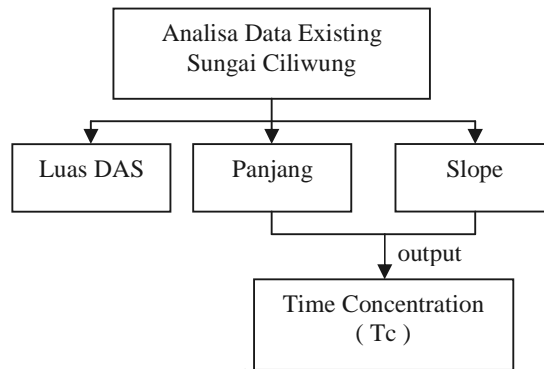 Analisa Data Existing
Sungai Ciliwung
Luas DAS
Panjang
Slope
output
Time Concentration
( Tc )